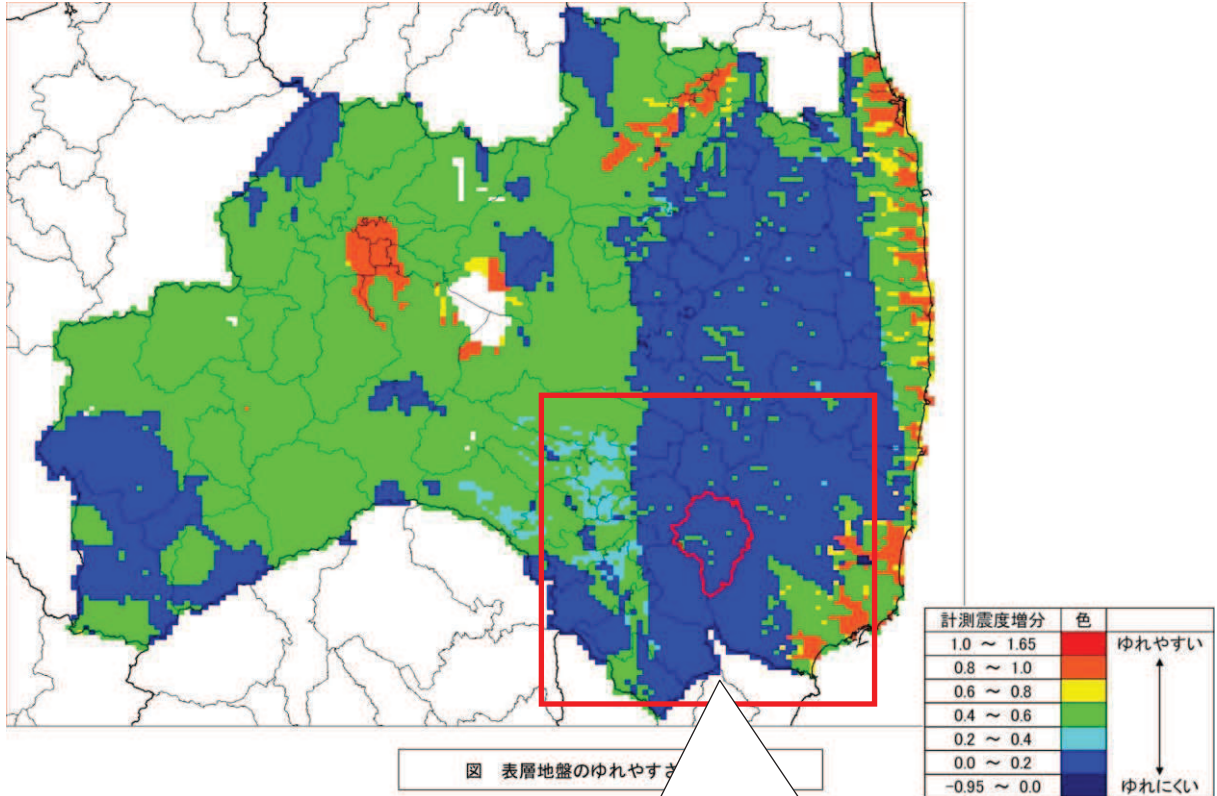 図 表層地盤のゆれやすさ
計測震度増分 色
1.0 ～ 1.65 ゆれやすい
0.8 ～ 1.0
0.6 ～ 0.8
0.4 ～ 0.6
0.2 ～ 0.4
0.0 ～ 0.2
-0.95 ～ 0.0 ゆれにくい